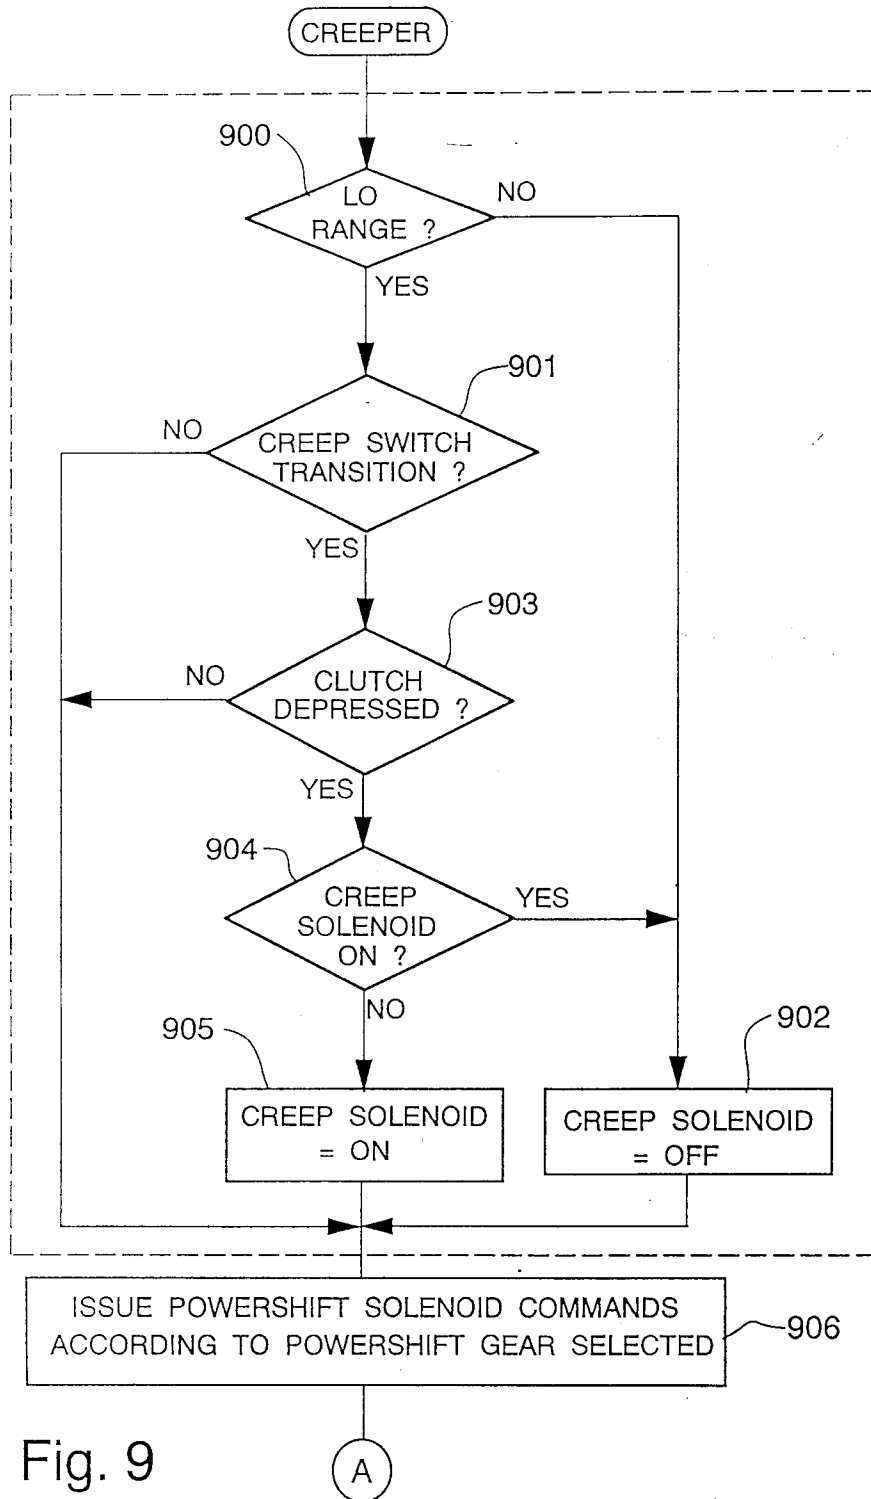 CREEPER
900
LO
RANGE ?
NO
YES
901
NO
CREEP SWITCH
TRANSITION ?
YES
903
NO
CLUTCH
DEPRESSED ?
YES
904
CREEP
SOLENOID
ON ?
YES
NO
905
902
CREEP SOLENOID
= ON
CREEP SOLENOID
= OFF
ISSUE POWERSHIFT SOLENOID COMMANDS
ACCORDING TO POWERSHIFT GEAR SELECTED
906
Fig. 9
A